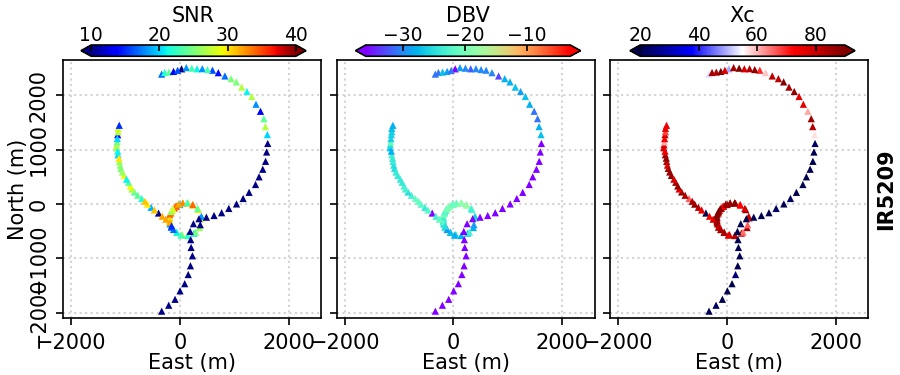 SNR DBV Xc
10 20 30 40 −30 −20 −10 20 40 60 80
North (m)
2000
1000
0
−1000
−2000
IR5209
−2000 0 2000 −2000 0 2000 −2000 0 2000
East (m) East (m) East (m)